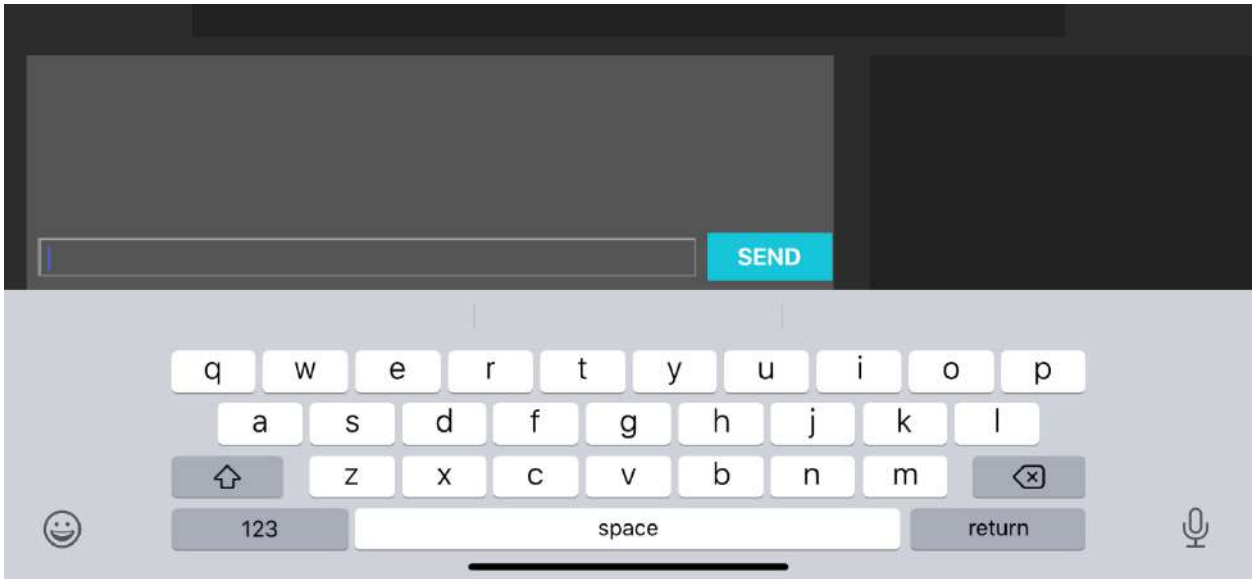 SEND
q w e r t y u i o p
a s d f g h j k l
z x c v b n m
123 space return